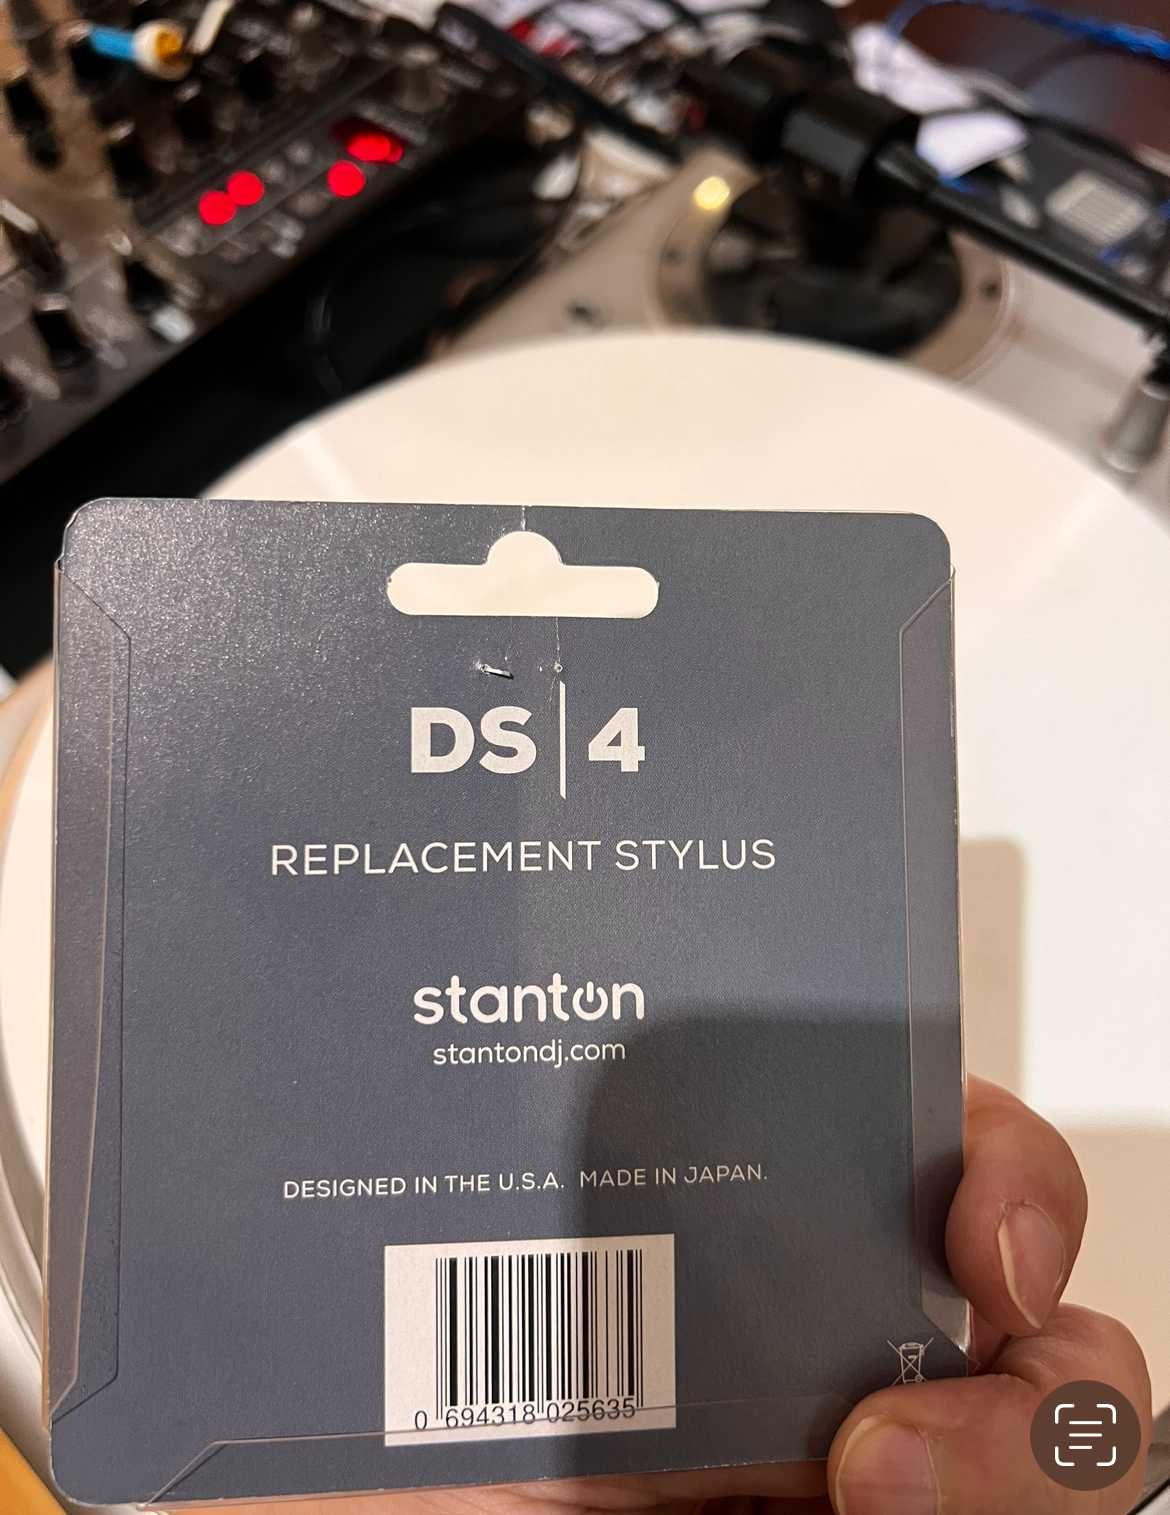 DS|4
REPLACEMENT STYLUS
stanton
stantondj.com
DESIGNED IN THE U.S.A. MADE IN JAPAN.
0 694318 025635